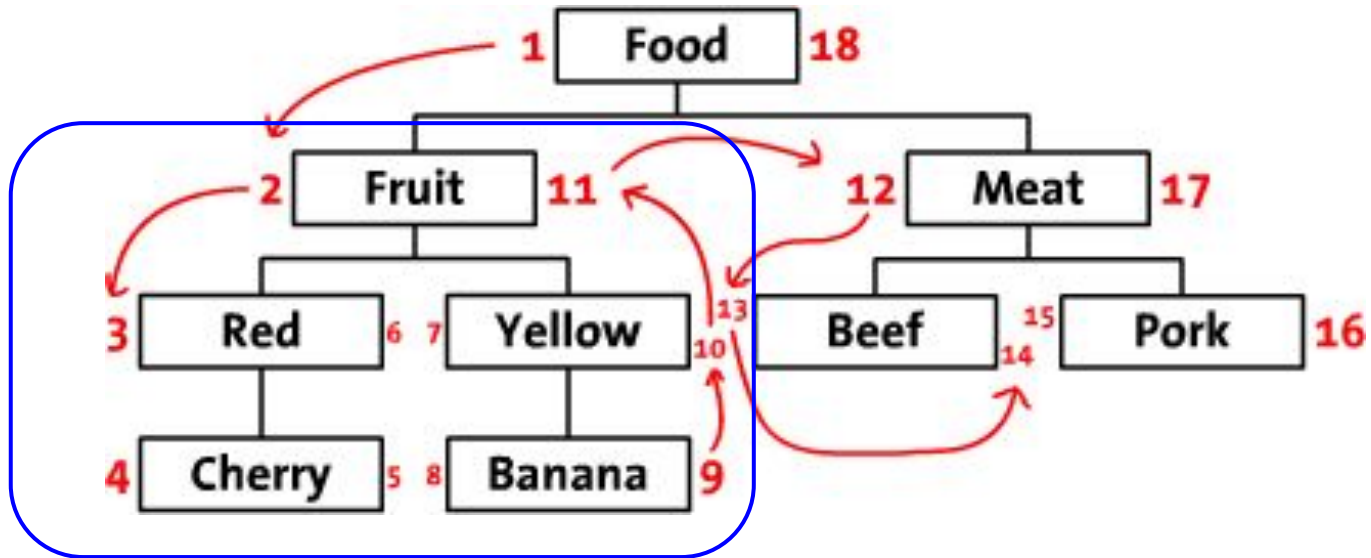 1 Food 18
2 Fruit 11 12 Meat 17
3 Red 6 7 Yellow 10 13 Beef 14 15 Pork 16
4 Cherry 5 8 Banana 9